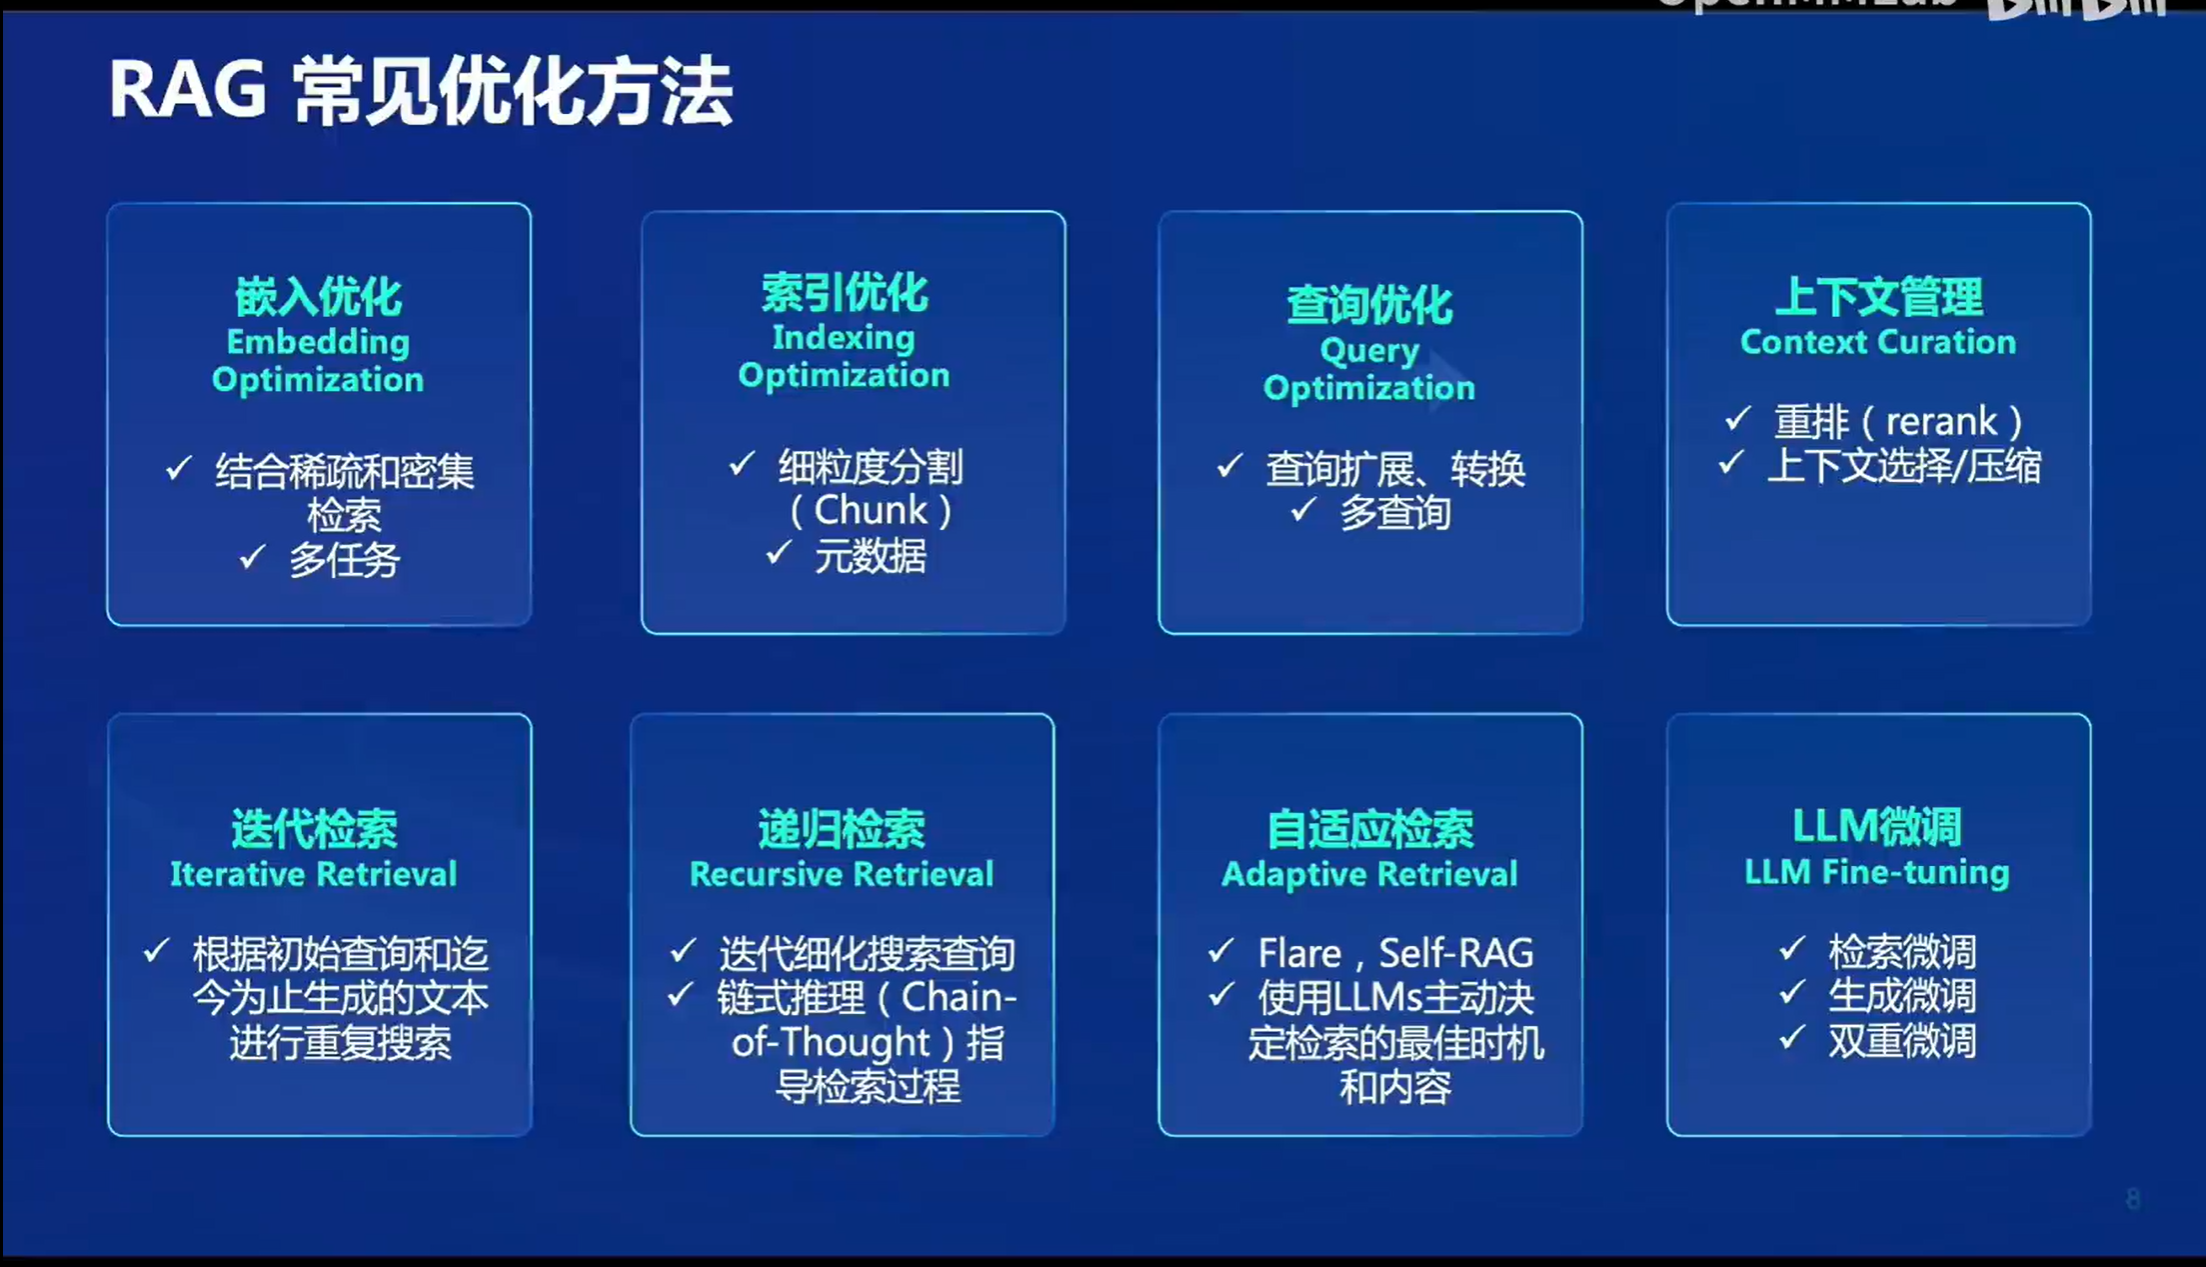 RAG 常见优化方法
嵌入优化
Embedding
Optimization
✓ 结合稀疏和密集
检索
✓ 多任务
索引优化
Indexing
Optimization
✓ 细粒度分割
（Chunk）
✓ 元数据
查询优化
Query
Optimization
✓ 查询扩展、转换
✓ 多查询
上下文管理
Context Curation
✓ 重排（rerank）
✓ 上下文选择/压缩
迭代检索
Iterative Retrieval
✓ 根据初始查询和迄
今为止生成的文本
进行重复搜索
递归检索
Recursive Retrieval
✓ 迭代细化搜索查询
✓ 链式推理（Chain-
of-Thought）指
导检索过程
自适应检索
Adaptive Retrieval
✓ Flare，Self-RAG
✓ 使用LLMs主动决
定检索的最佳时机
和内容
LLM微调
LLM Fine-tuning
✓ 检索微调
✓ 生成微调
✓ 双重微调
8